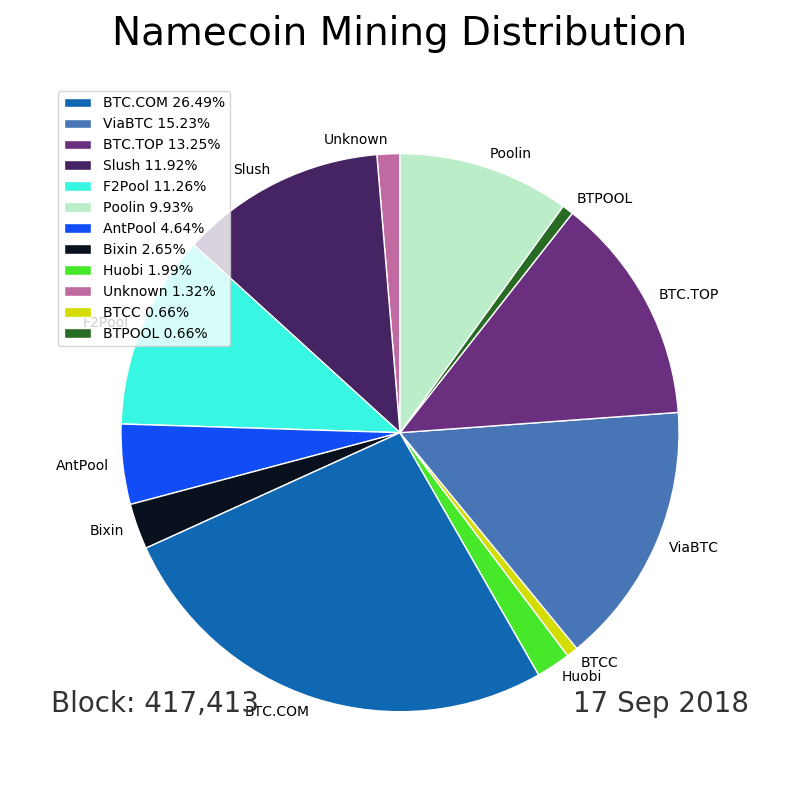 Namecoin Mining Distribution
BTC.COM 26.49%
ViaBTC 15.23%
BTC.TOP 13.25%
Slush 11.92%
F2Pool 11.26%
Poolin 9.93%
AntPool 4.64%
Bixin 2.65%
Huobi 1.99%
Unknown 1.32%
BTCC 0.66%
BTPOOL 0.66%
Unknown
Poolin
Slush
BTPOOL
BTC.TOP
F2Pool
AntPool
Bixin
ViaBTC
BTCC
Huobi
Block: 417,413
17 Sep 2018
BTC.COM